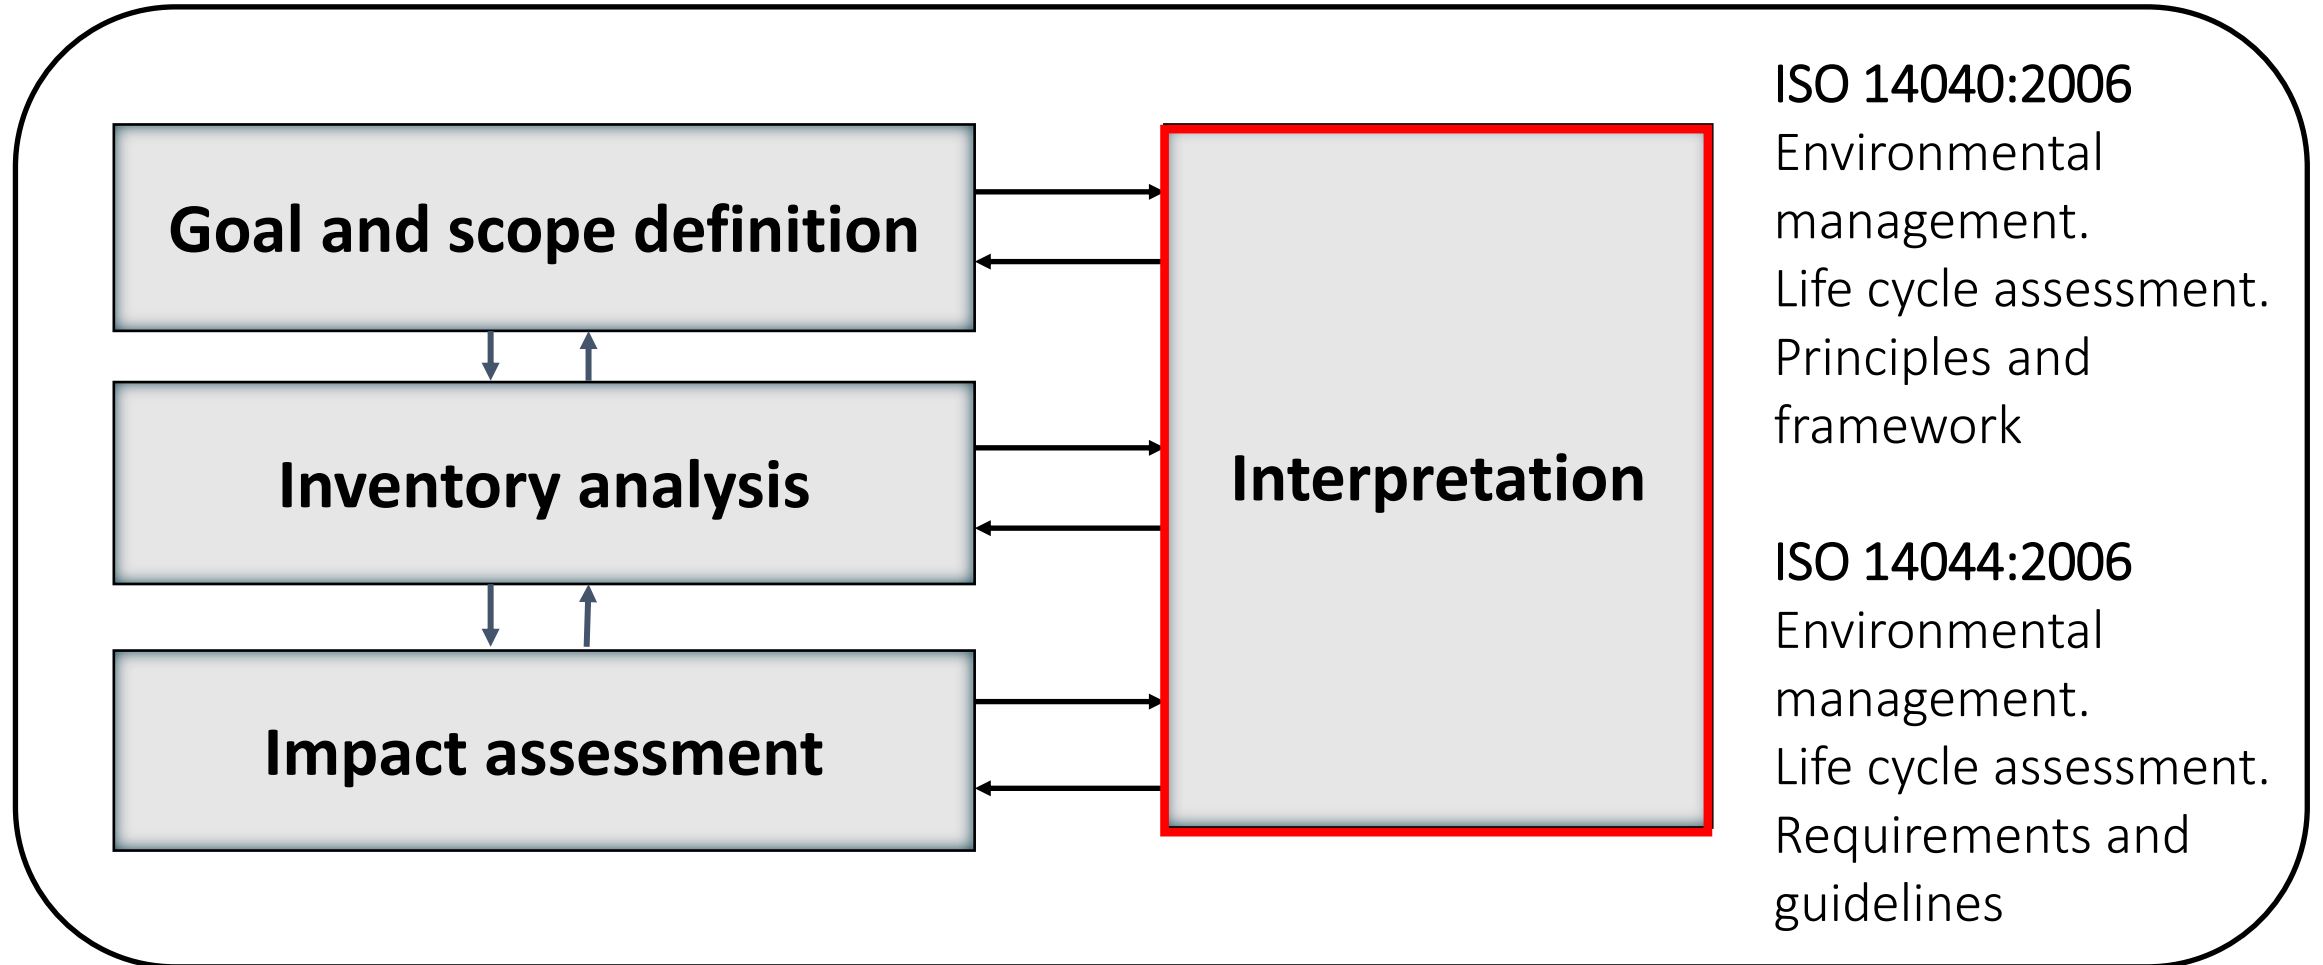 Goal and scope definition
Inventory analysis
Impact assessment
Interpretation
ISO 14040:2006
Environmental
management.
Life cycle assessment.
Principles and
framework
ISO 14044:2006
Environmental
management.
Life cycle assessment.
Requirements and
guidelines